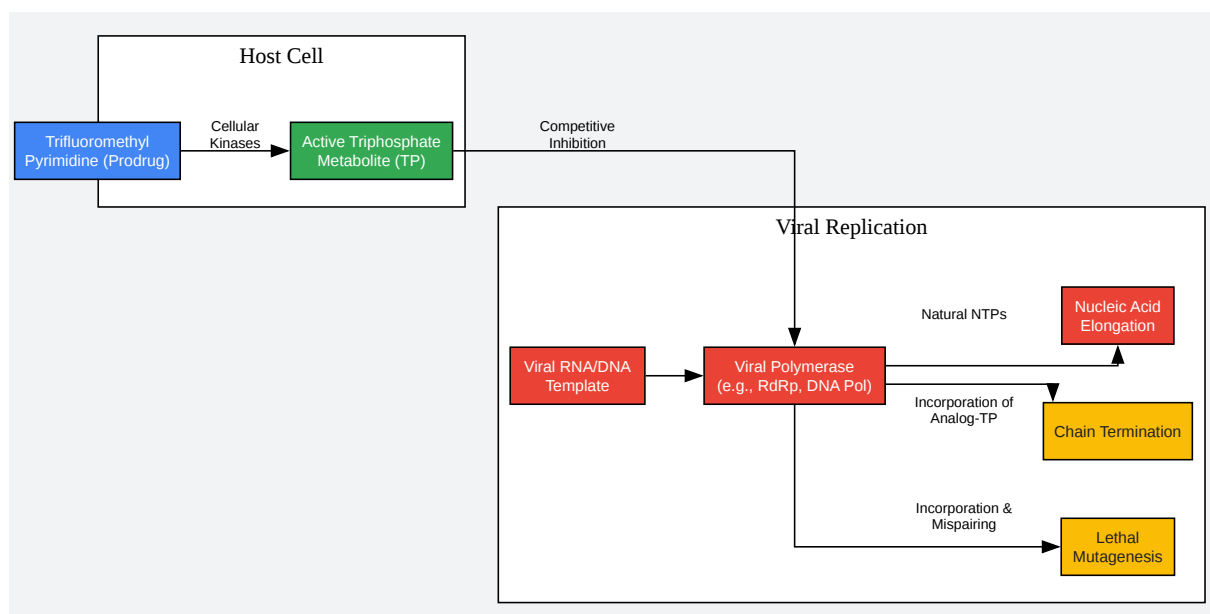 Host Cell
Trifluoromethyl
Pyrimidine (Prodrug)
Cellular
Kinases
Active Triphosphate
Metabolite (TP)
Competitive
Inhibition
Viral Replication
Natural NTPs
Nucleic Acid
Elongation
Viral RNA/DNA
Template
Viral Polymerase
(e.g., RdRp, DNA Pol)
Incorporation of
Analog-TP
Chain Termination
Incorporation &
Mispairing
Lethal
Mutagenesis